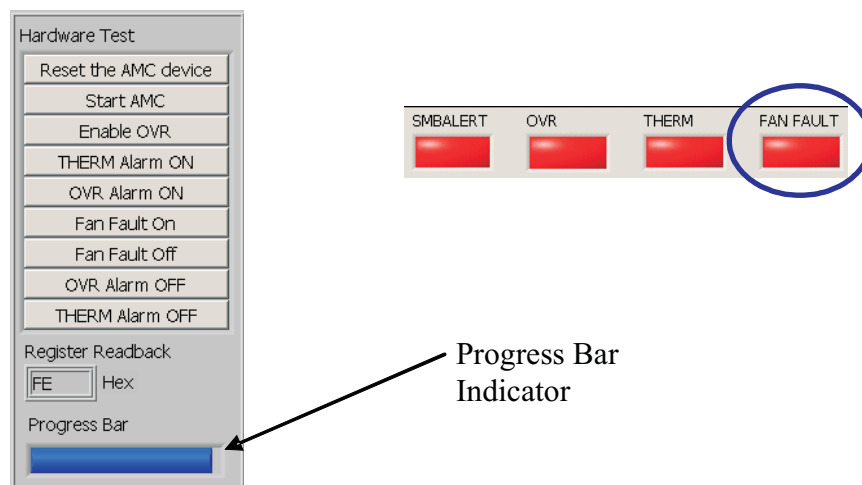 Hardware Test
Reset the AMC device
Start AMC
Enable OVR
THERM Alarm ON
OVR Alarm ON
Fan Fault On
Fan Fault Off
OVR Alarm OFF
THERM Alarm OFF
Register Readback
FE Hex
Progress Bar
SMBALERT OVR THERM FAN FAULT
Progress Bar
Indicator